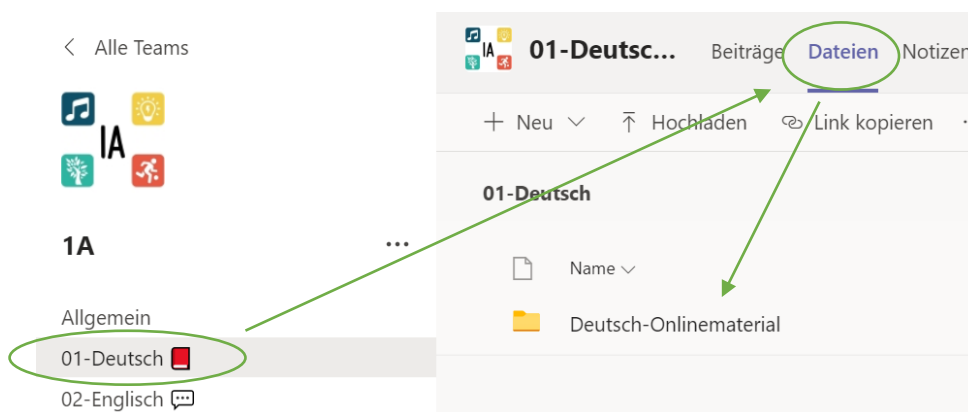 Alle Teams
IA
1A
...
Allgemein
01-Deutsch
02-Englisch
IA
01-Deutsc... Beiträge Dateien Notizen
Neu Hochladen Link kopieren
01-Deutsch
Name
Deutsch-Onlinematerial